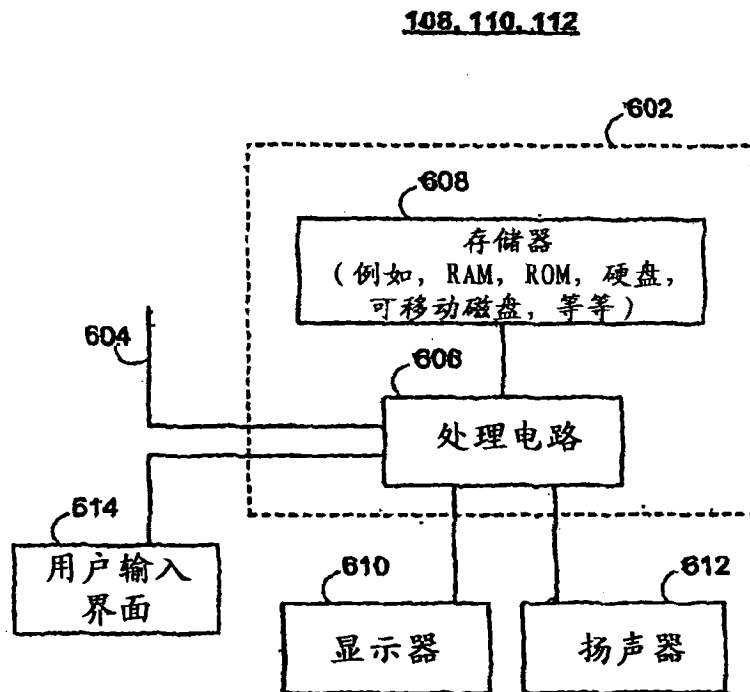 108, 110, 112
602
608
存储器
（例如，RAM，ROM，硬盘，
可移动磁盘，等等）
604
606
处理电路
614
用户输入
界面
610
显示器
612
扬声器